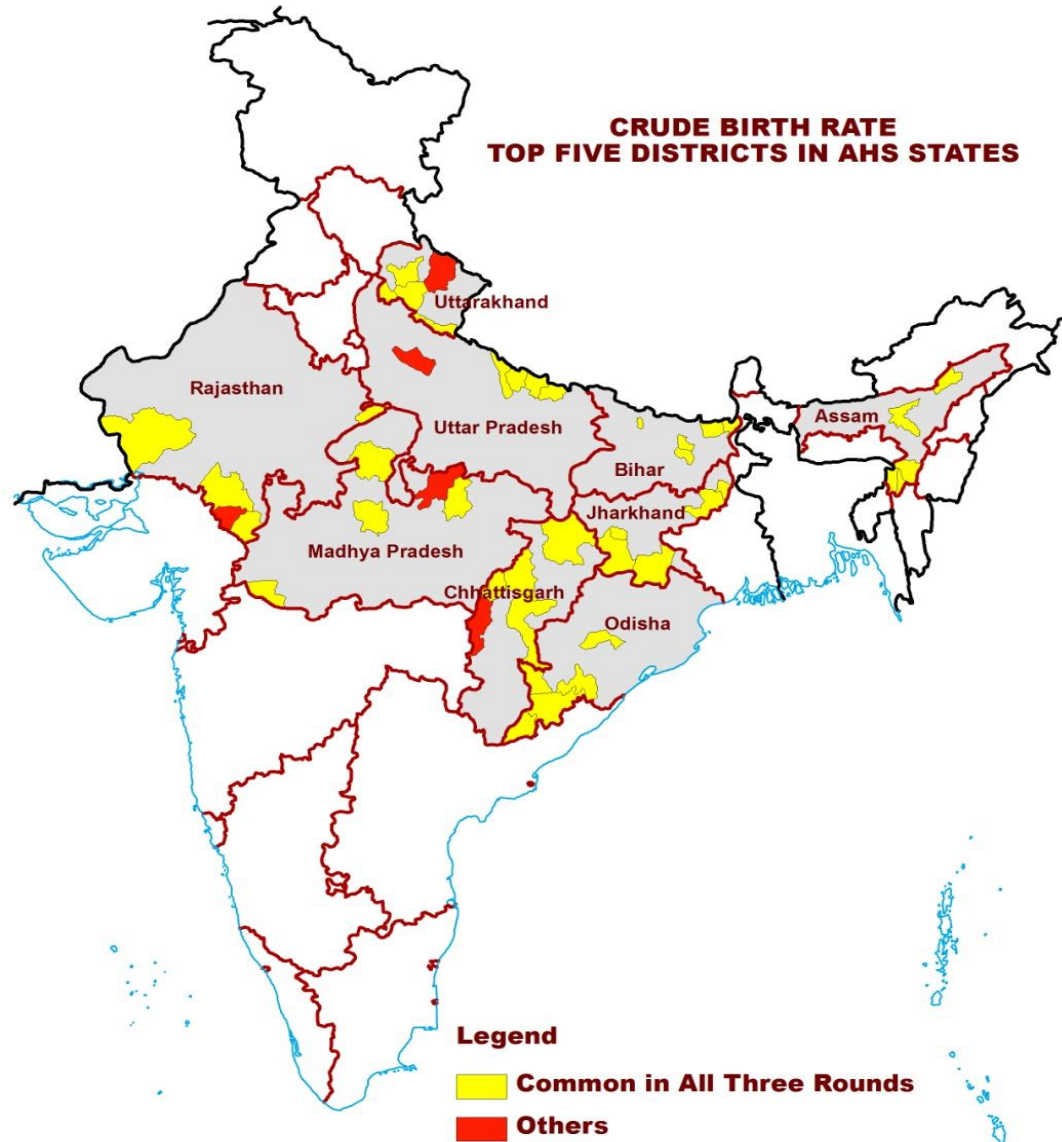 CRUDE BIRTH RATE
TOP FIVE DISTRICTS IN AHS STATES
Uttarakhand
Rajasthan
Uttar Pradesh
Assam
Bihar
Jharkhand
Madhya Pradesh
Chhattisgarh
Odisha
Legend
Common in All Three Rounds
Others